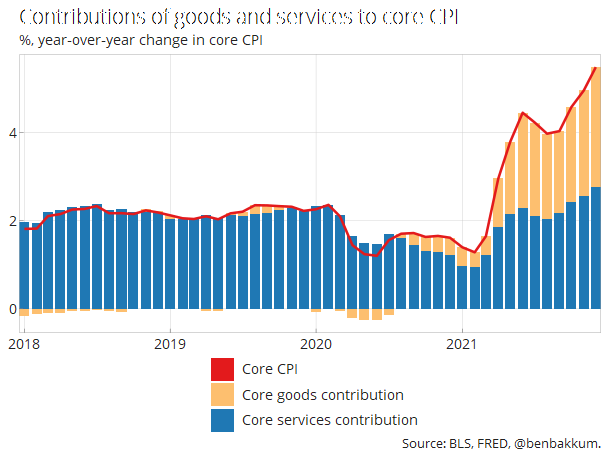 Contributions of goods and services to core CPI
%, year-over-year change in core CPI
4
2
0
2018 2019 2020 2021
Core CPI
Core goods contribution
Core services contribution
Source: BLS, FRED, @benbakkum.